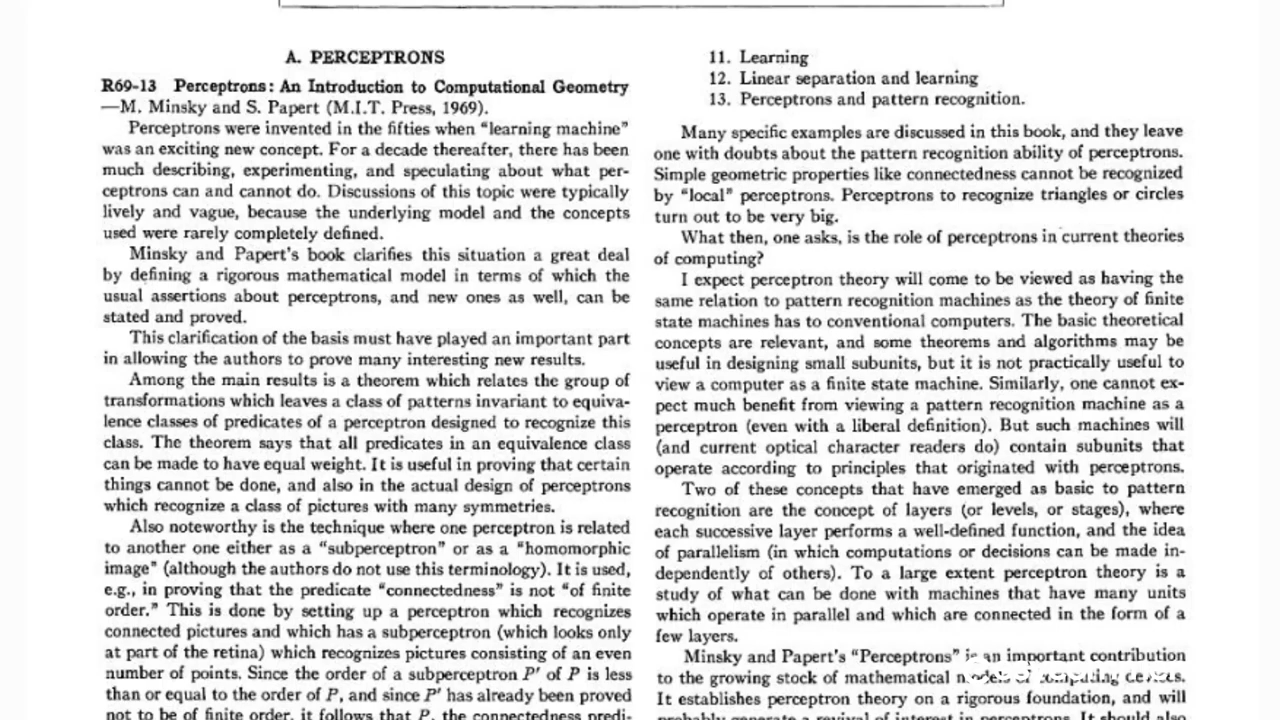 A. PERCEPTRONS
R69-13 Perceptrons: An Introduction to Computational Geometry
—M. Minsky and S. Papert (M.I.T. Press, 1969).
Perceptrons were invented in the fifties when “learning machine”
was an exciting new concept. For a decade thereafter, there has been
much describing, experimenting, and speculating about what per-
ceptrons can and cannot do. Discussions of this topic were typically
lively and vague, because the underlying model and the concepts
used were rarely completely defined.
Minsky and Papert’s book clarifies this situation a great deal
by defining a rigorous mathematical model in terms of which the
usual assertions about perceptrons, and new ones as well, can be
stated and proved.
This clarification of the basis must have played an important part
in allowing the authors to prove many interesting new results.
Among the main results is a theorem which relates the group of
transformations which leaves a class of patterns invariant to equiva-
lence classes of predicates of a perceptron designed to recognize this
class. The theorem says that all predicates in an equivalence class
can be made to have equal weight. It is useful in proving that certain
things cannot be done, and also in the actual design of perceptrons
which recognize a class of pictures with many symmetries.
Also noteworthy is the technique where one perceptron is related
to another one either as a “subperceptron” or as a “homomorphic
image” (although the authors do not use this terminology). It is used,
e.g., in proving that the predicate “connectedness” is not “of finite
order.” This is done by setting up a perceptron which recognizes
connected pictures and which has a subperceptron (which looks only
at part of the retina) which recognizes pictures consisting of an even
number of points. Since the order of a subperceptron P′ of P is less
than or equal to the order of P, and since P′ has already been proved
not to be of finite order, it follows that P, the connectedness predi-
11. Learning
12. Linear separation and learning
13. Perceptrons and pattern recognition.
Many specific examples are discussed in this book, and they leave
one with doubts about the pattern recognition ability of perceptrons.
Simple geometric properties like connectedness cannot be recognized
by “local” perceptrons. Perceptrons to recognize triangles or circles
turn out to be very big.
What then, one asks, is the role of perceptrons in current theories
of computing?
I expect perceptron theory will come to be viewed as having the
same relation to pattern recognition machines as the theory of finite
state machines has to conventional computers. The basic theoretical
concepts are relevant, and some theorems and algorithms may be
useful in designing small subunits, but it is not practically useful to
view a computer as a finite state machine. Similarly, one cannot ex-
pect much benefit from viewing a pattern recognition machine as a
perceptron (even with a liberal definition). But such machines will
(and current optical character readers do) contain subunits that
operate according to principles that originated with perceptrons.
Two of these concepts that have emerged as basic to pattern
recognition are the concept of layers (or levels, or stages), where
each successive layer performs a well-defined function, and the idea
of parallelism (in which computations or decisions can be made in-
dependently of others). To a large extent perceptron theory is a
study of what can be done with machines that have many units
which operate in parallel and which are connected in the form of a
few layers.
Minsky and Papert’s “Perceptrons” is an important contribution
to the growing stock of mathematical
It establishes perceptron theory on a rigorous foundation, and will
probably generate a revival of interest in perceptrons. It should also